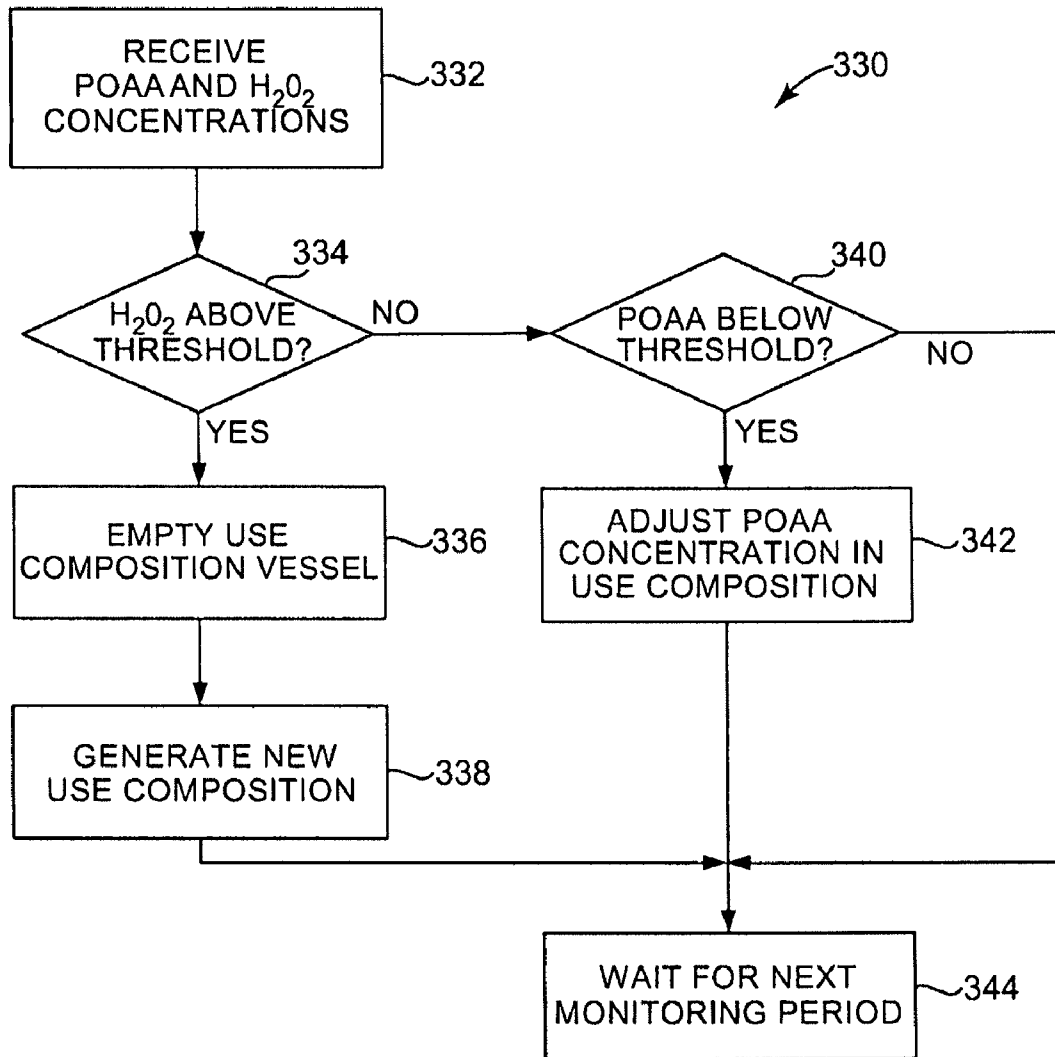 RECEIVE
POAA AND H₂O₂
CONCENTRATIONS
332
330
334
H₂O₂ ABOVE
THRESHOLD?
NO
YES
340
POAA BELOW
THRESHOLD?
NO
YES
EMPTY USE
COMPOSITION VESSEL
336
ADJUST POAA
CONCENTRATION IN
USE COMPOSITION
342
GENERATE NEW
USE COMPOSITION
338
WAIT FOR NEXT
MONITORING PERIOD
344